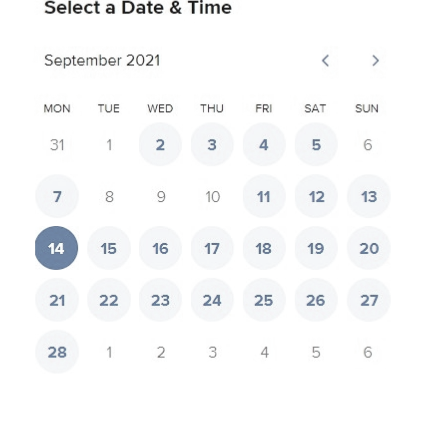 Select a Date & Time
September 2021
MON TUE WED THU FRI SAT SUN
31 1 2 3 4 5 6
7 8 9 10 11 12 13
14 15 16 17 18 19 20
21 22 23 24 25 26 27
28 1 2 3 4 5 6